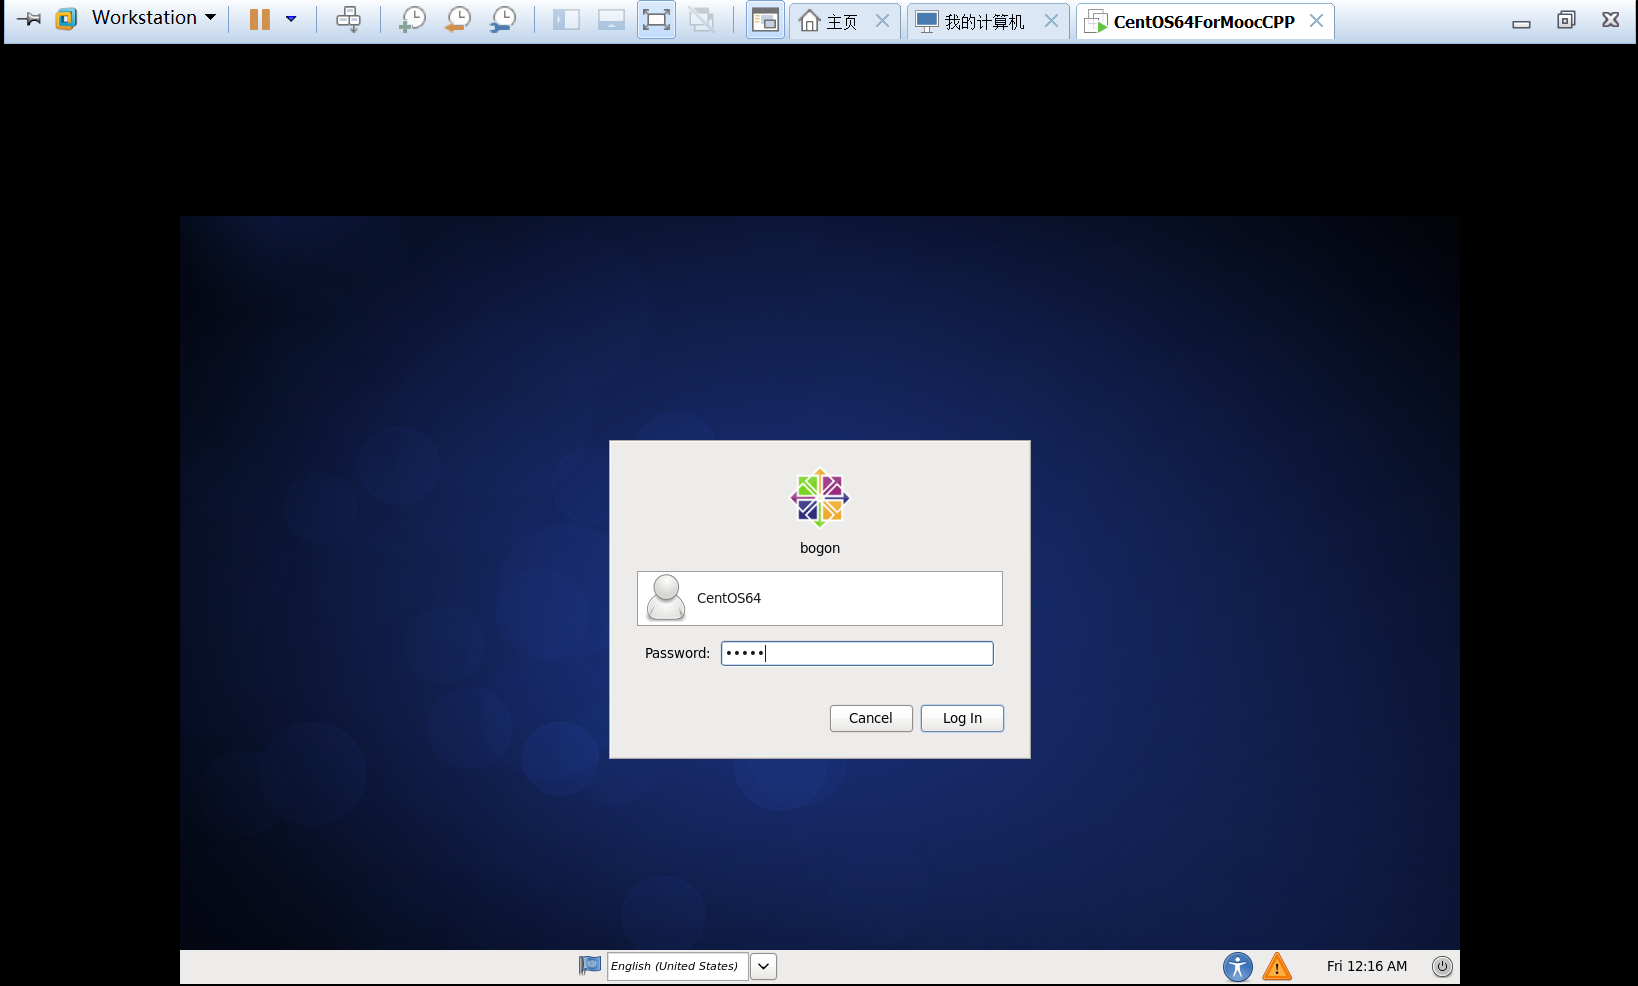 Workstation
主页
我的计算机
CentOS64ForMoocCPP
bogon
CentOS64
Password: •••••
Cancel
Log In
English (United States)
Fri 12:16 AM